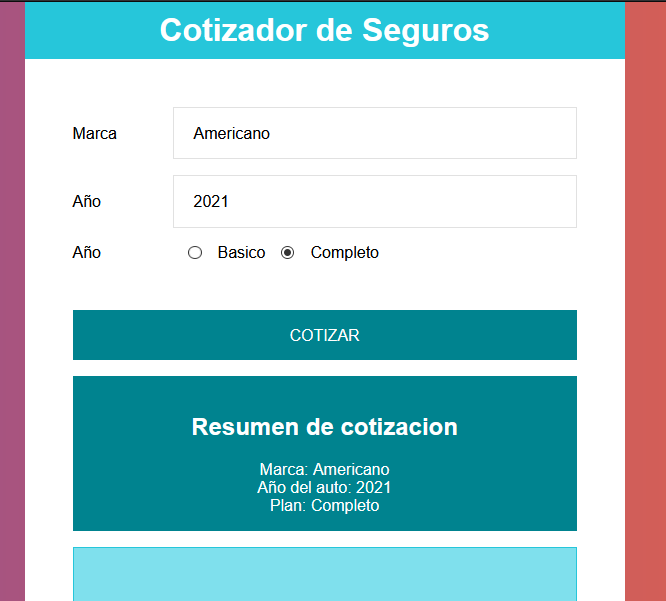 Cotizador de Seguros
Marca Americano
Año 2021
Año Basico Completo
COTIZAR
Resumen de cotizacion
Marca: Americano
Año del auto: 2021
Plan: Completo